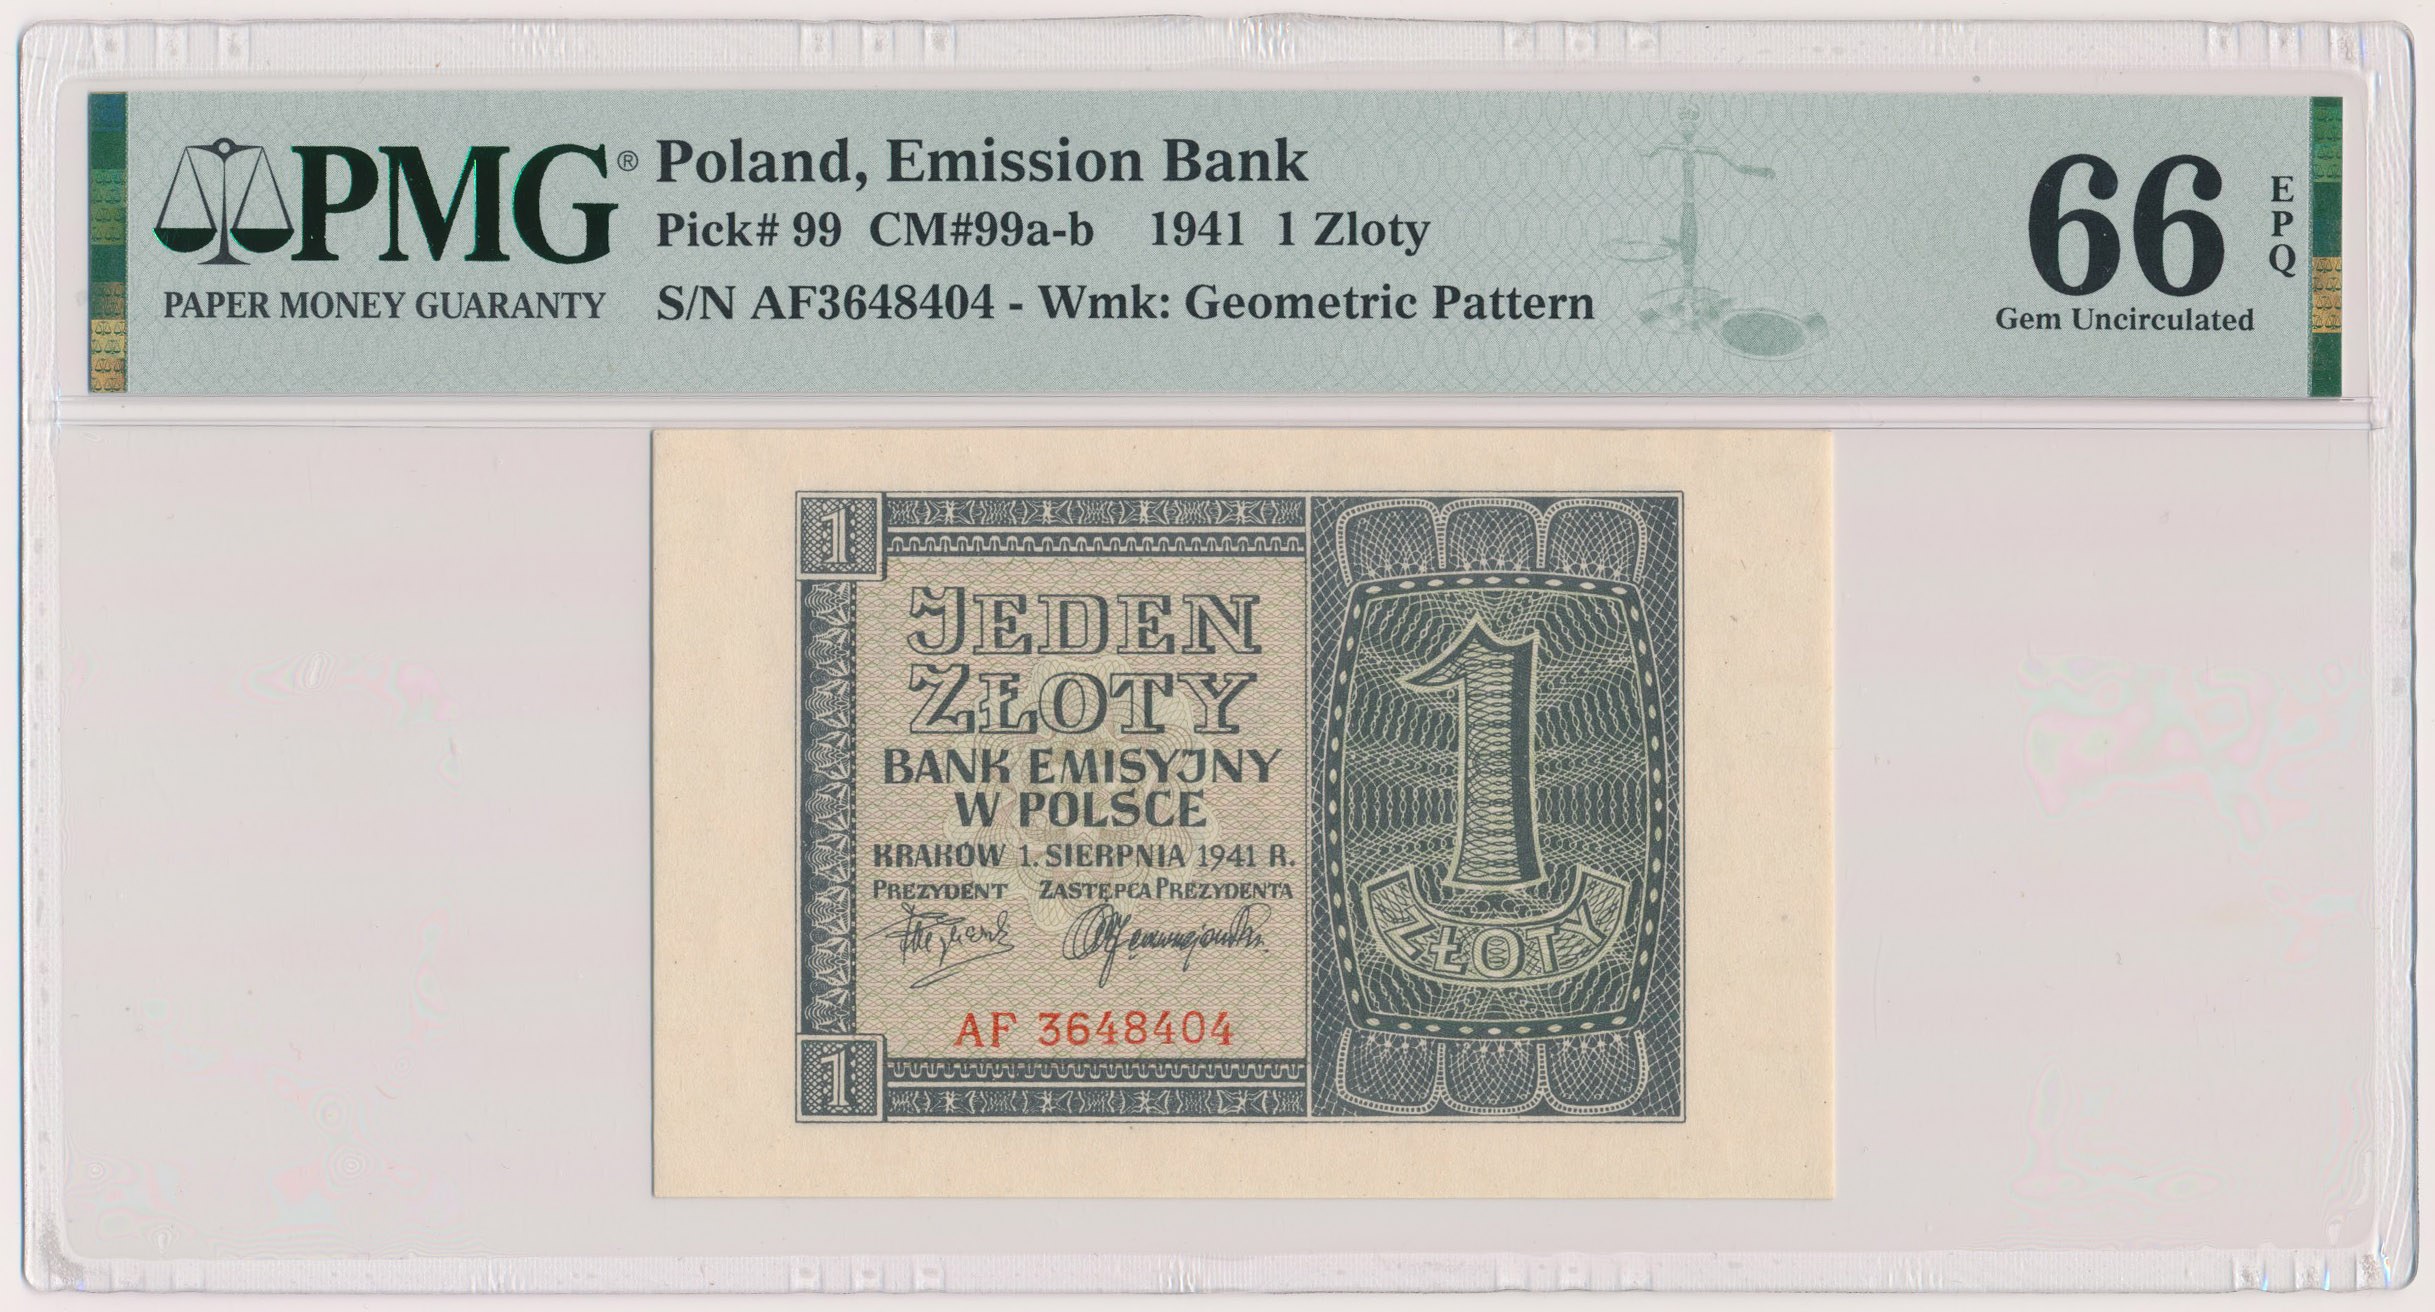 PMG®
PAPER MONEY GUARANTY
Poland, Emission Bank
Pick# 99 CM#99a-b 1941 1 Zloty
S/N AF3648404 - Wmk: Geometric Pattern
66
EPQ
Gem Uncirculated
1
JEDEN
ZŁOTY
BANK EMISYJNY
W POLSCE
KRAKÓW 1. SIERPNIA 1941 R.
PREZYDENT ZASTĘPCA PREZYDENTA
AF 3648404
1
1
ZŁOTY